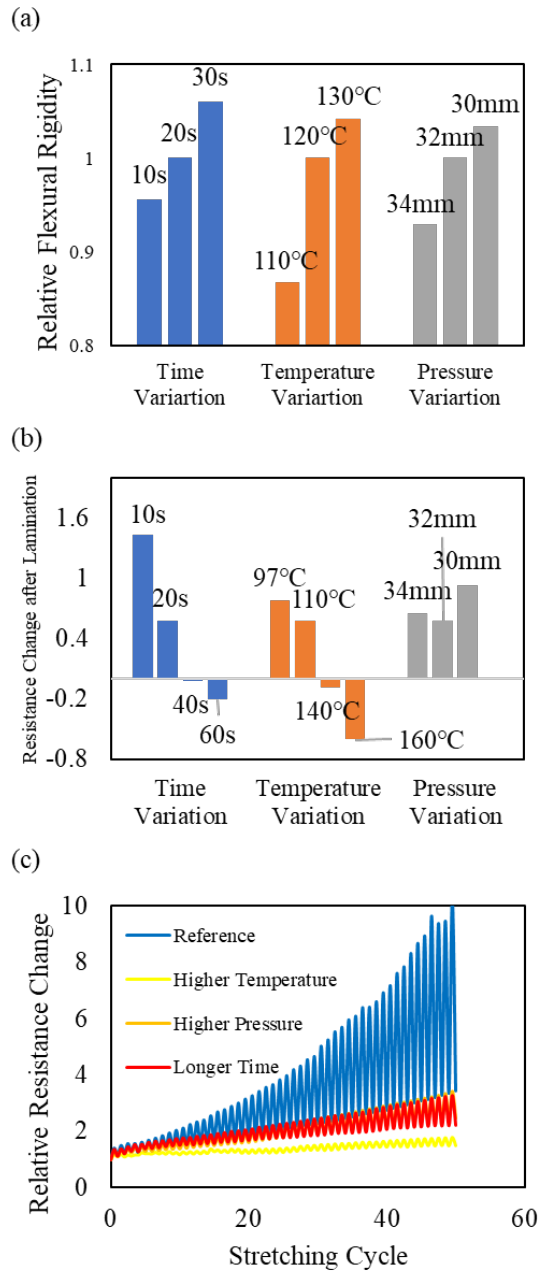 (a)
Relative Flexural Rigidity
1.1
1
0.9
0.8
10s
20s
30s
110℃
120℃
130℃
34mm
32mm
30mm
Time
Variartion
Temperature
Variartion
Pressure
Variartion
(b)
Resistance Change after Lamination
1.6
1
0.4
-0.2
-0.8
10s
20s
40s
60s
97℃
110℃
140℃
160℃
34mm
32mm
30mm
Time
Variation
Temperature
Variation
Pressure
Variation
(c)
Relative Resistance Change
10
8
6
4
2
0
Reference
Higher Temperature
Higher Pressure
Longer Time
0
20
40
60
Stretching Cycle